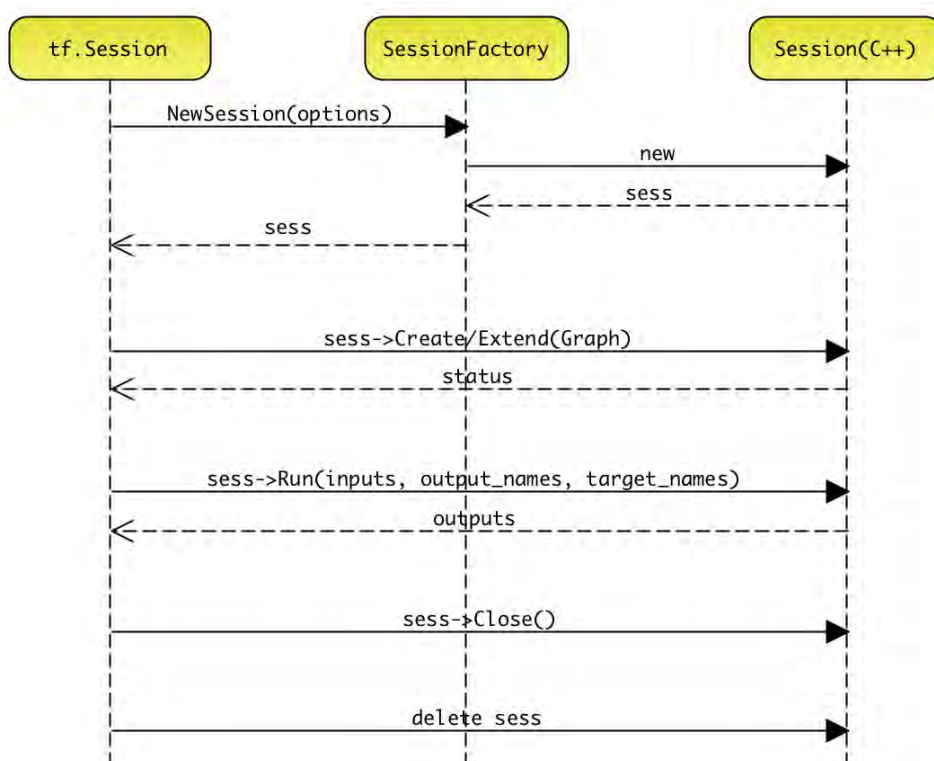 tf.Session
SessionFactory
Session(C++)
NewSession(options)
new
sess
sess
sess->Create/Extend(Graph)
status
sess->Run(inputs, output_names, target_names)
outputs
sess->Close()
delete sess